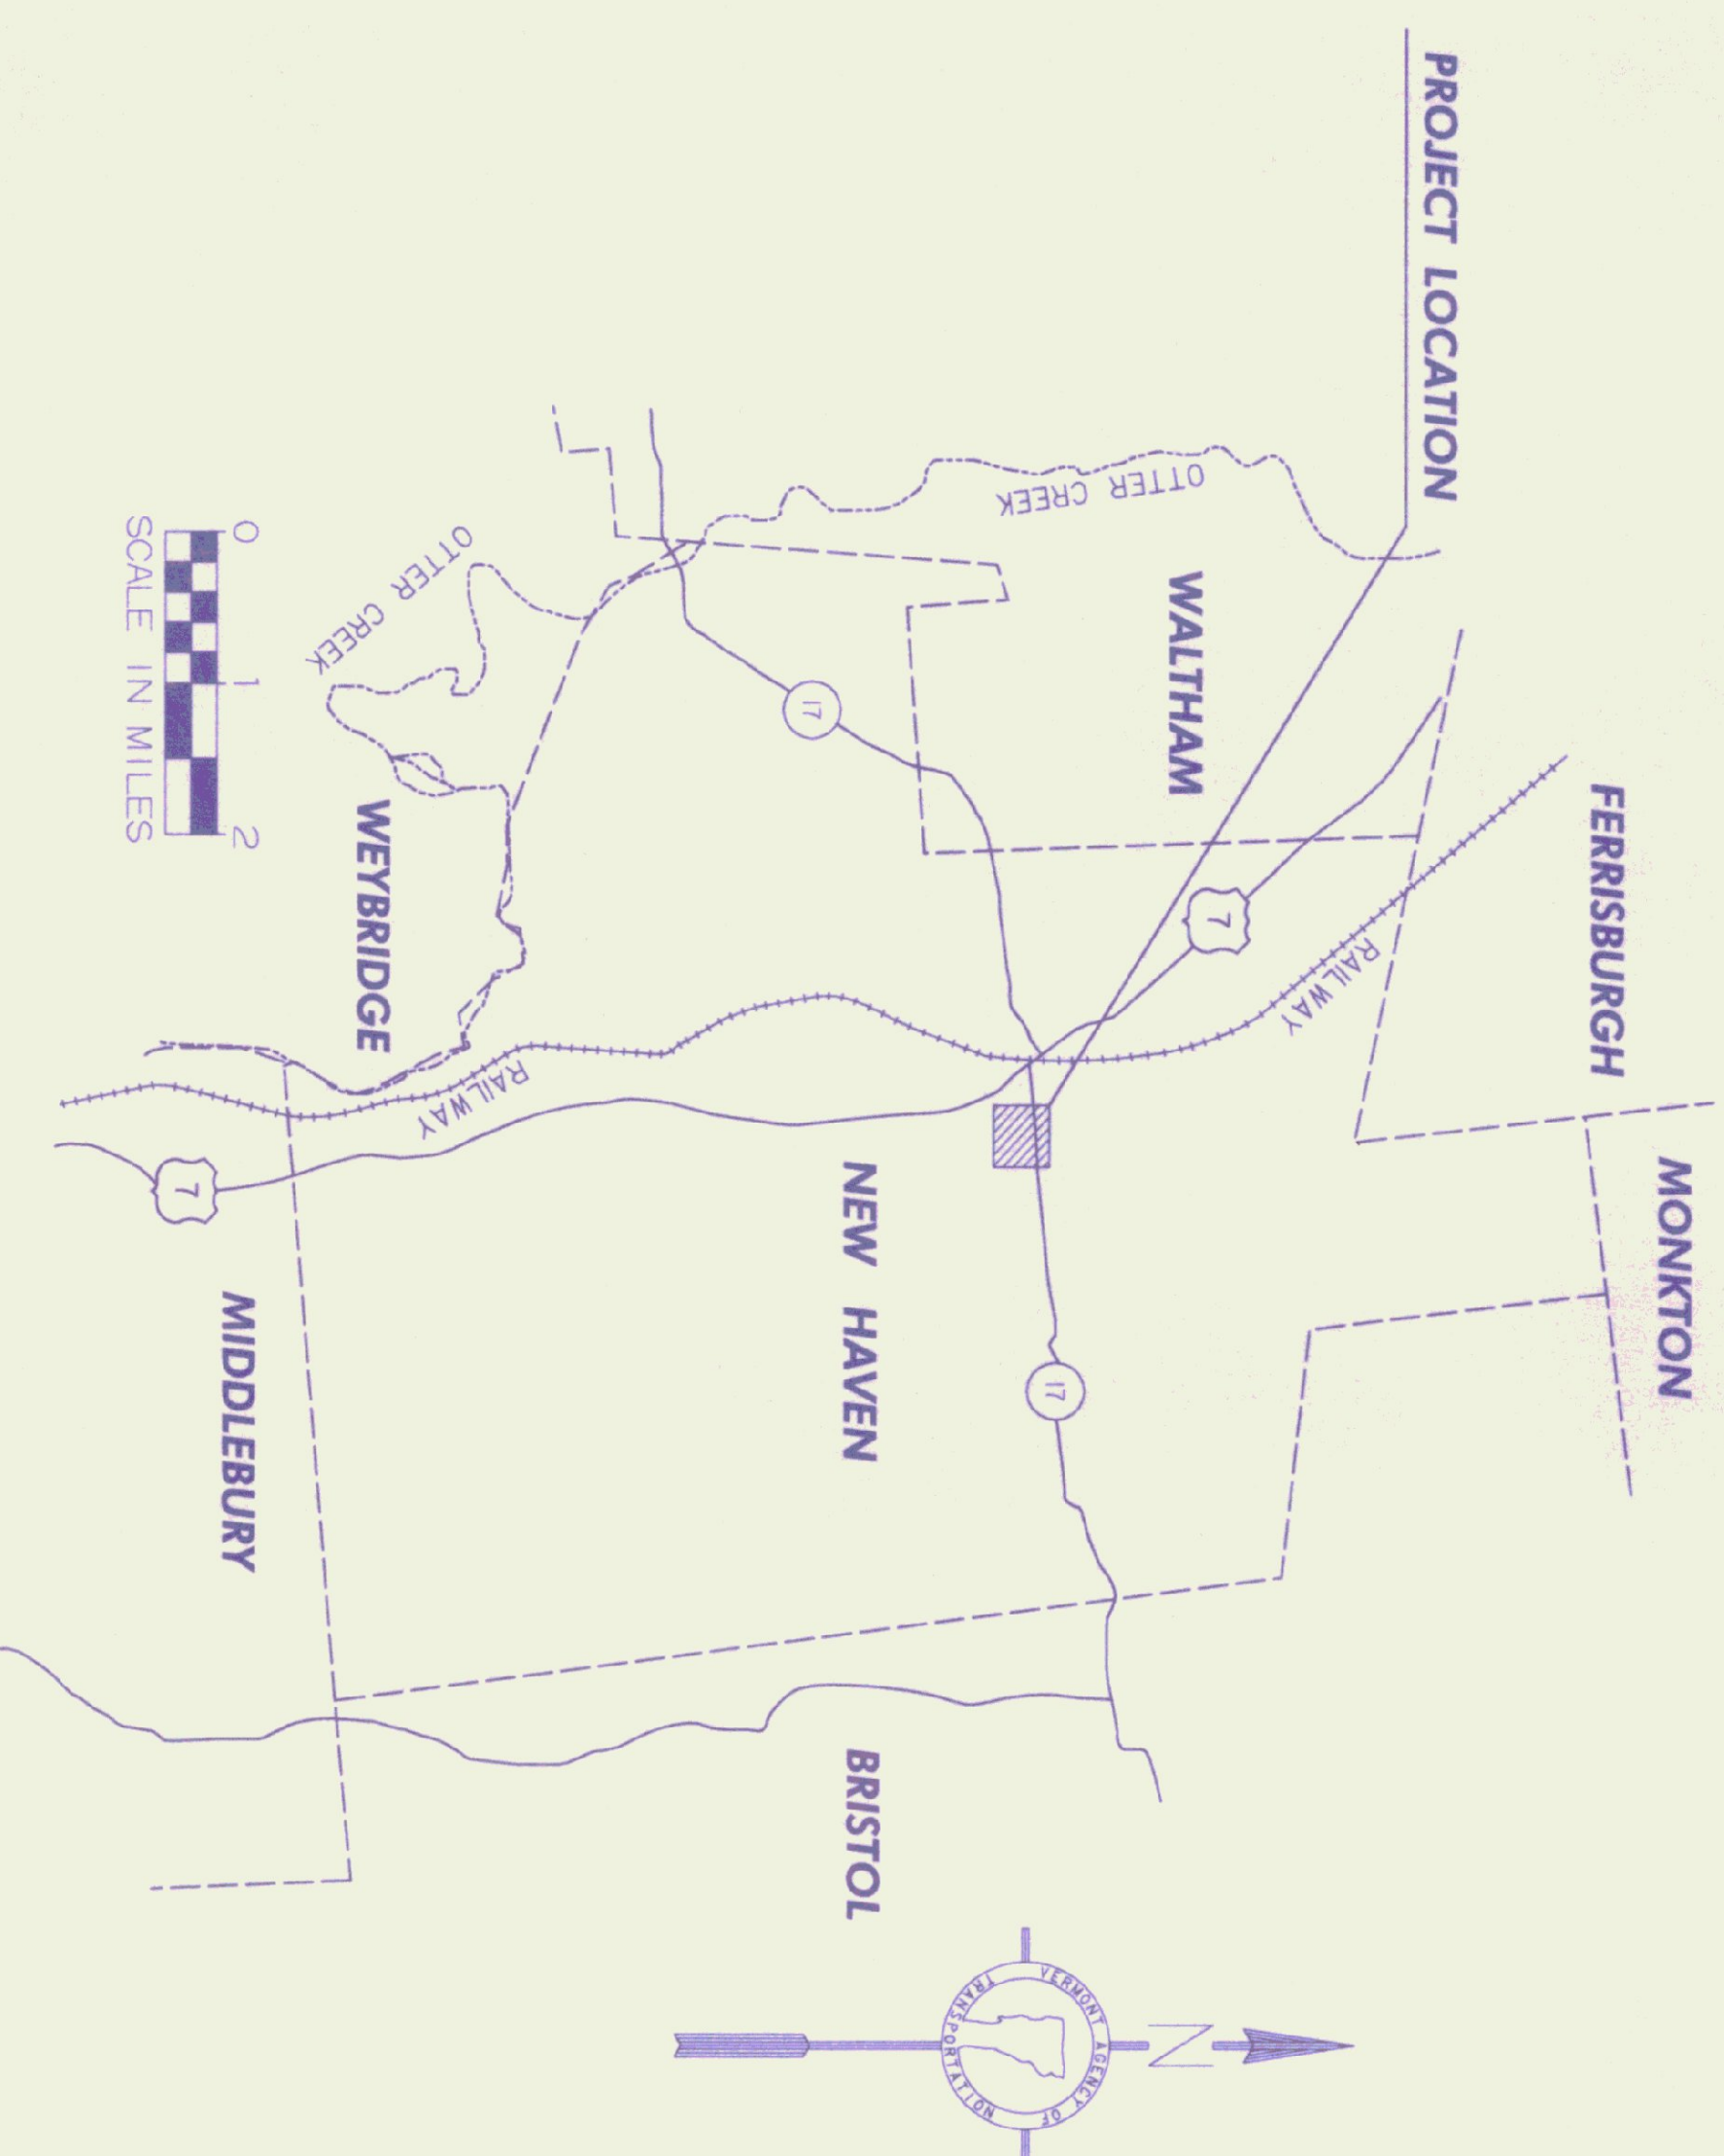 PROJECT LOCATION
MONKTON
FERRISBURGH
OTTER CREEK
WALTHAM
7
RAILWAY
N
VERMONT AGENCY OF
TRANSPORTATION
17
17
NEW HAVEN
BRISTOL
OTTER CREEK
WEYBRIDGE
RAILWAY
7
MIDDLEBURY
0 1 2
SCALE IN MILES